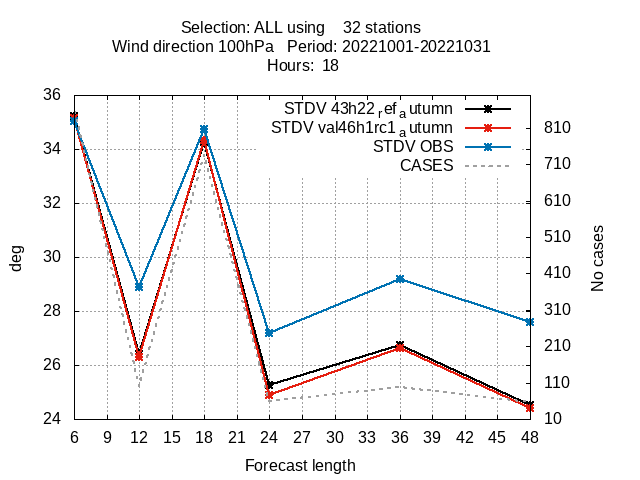 Selection: ALL using 32 stations
Wind direction 100hPa Period: 20221001-20221031
Hours: 18
STDV 43h22refautumn
STDV val46h1rc1autumn
STDV OBS
CASES
36
34
32
30
28
26
24
deg
810
710
610
510
410
310
210
110
10
No cases
6 9 12 15 18 21 24 27 30 33 36 39 42 45 48
Forecast length